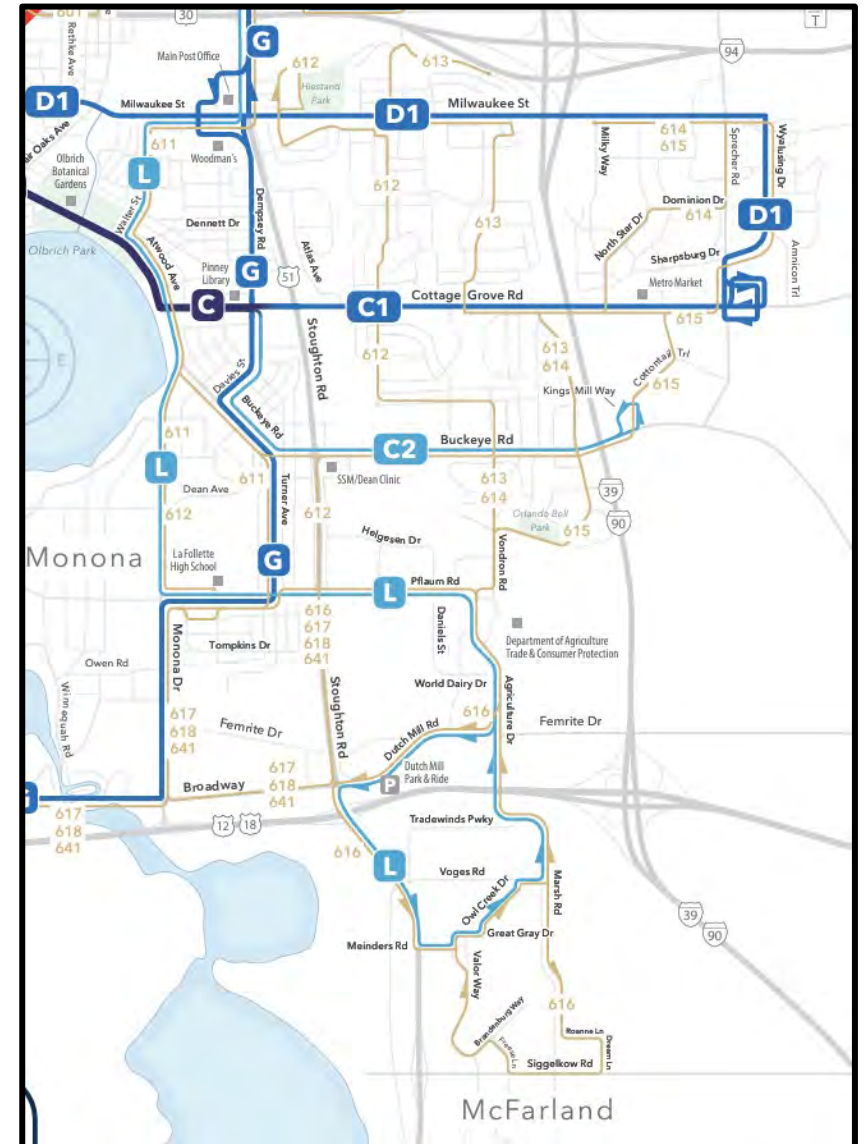 601
30
T
Rethke Ave
G
Main Post Office
612
613
94
Hiestand
Park
D1
Milwaukee St
D1
Milwaukee St
Milky Way
614
615
Sprecher Rd
Wyalusing Dr
air Oaks Ave
611
Woodman's
Olbrich
Botanical
Gardens
L
Walter St
Dempsey Rd
612
Dominion Dr
614
D1
Dennett Dr
613
North Star Dr
Olbrich Park
Atwood Ave
Atlas Ave
Sharpsburg Dr
Amnicon Trl
Pinney
Library
G
51
Metro Market
C
C1
Cottage Grove Rd
615
Stoughton Rd
612
613
614
Cottontail Trl
615
Davies St
Kings Mill Way
Buckeye Rd
611
C2
Buckeye Rd
L
611
SSM/Dean Clinic
613
614
39
90
Dean Ave
Turner Ave
612
612
Orlando Bell
Park
615
Helgesen Dr
Vondron Rd
Monona
La Follette
High School
G
L
Pflaum Rd
616
617
618
641
Daniels St
Department of Agriculture
Trade & Consumer Protection
Monona Dr
Tompkins Dr
Owen Rd
World Dairy Dr
Agriculture Dr
Winnequah Rd
Stoughton Rd
617
618
641
Femrite Dr
616
Femrite Dr
Dutch Mill Rd
617
618
641
Broadway
Dutch Mill
Park & Ride
P
617
618
641
12
18
Tradewinds Pwky
616
L
Voges Rd
Owl Creek Dr
Marsh Rd
39
90
Great Gray Dr
Meinders Rd
Valor Way
616
Brandenburg Way
Freese Ln
Roanne Ln
Dream Ln
Siggelkow Rd
McFarland